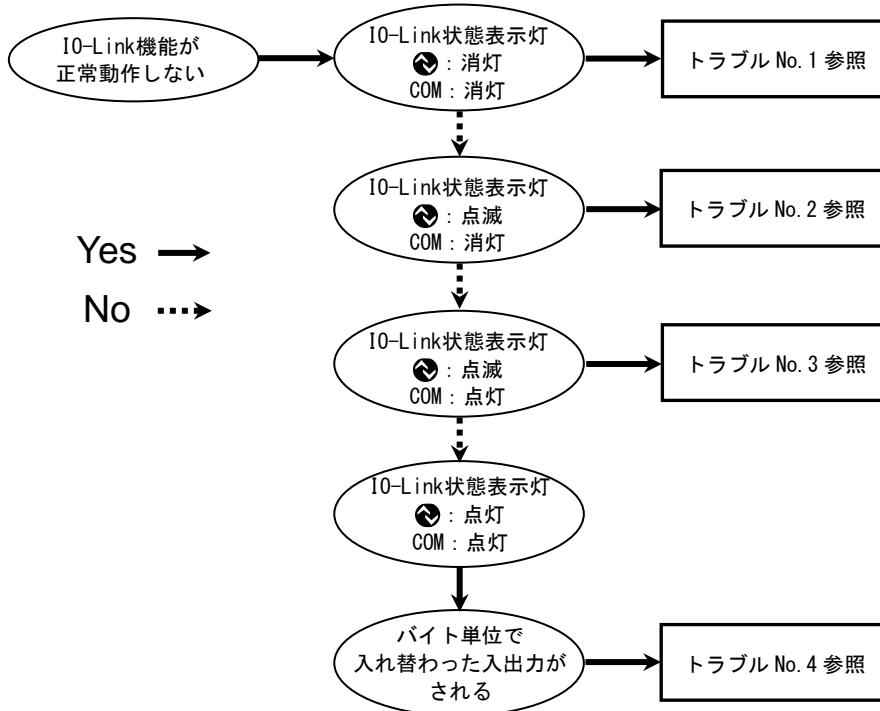 IO-Link機能が
正常動作しない
IO-Link状態表示灯
：消灯
COM：消灯
トラブル No.1 参照
IO-Link状態表示灯
：点滅
COM：消灯
トラブル No.2 参照
Yes
No
IO-Link状態表示灯
：点滅
COM：点灯
トラブル No.3 参照
IO-Link状態表示灯
：点灯
COM：点灯
バイト単位で
入れ替わった入出力が
される
トラブル No.4 参照